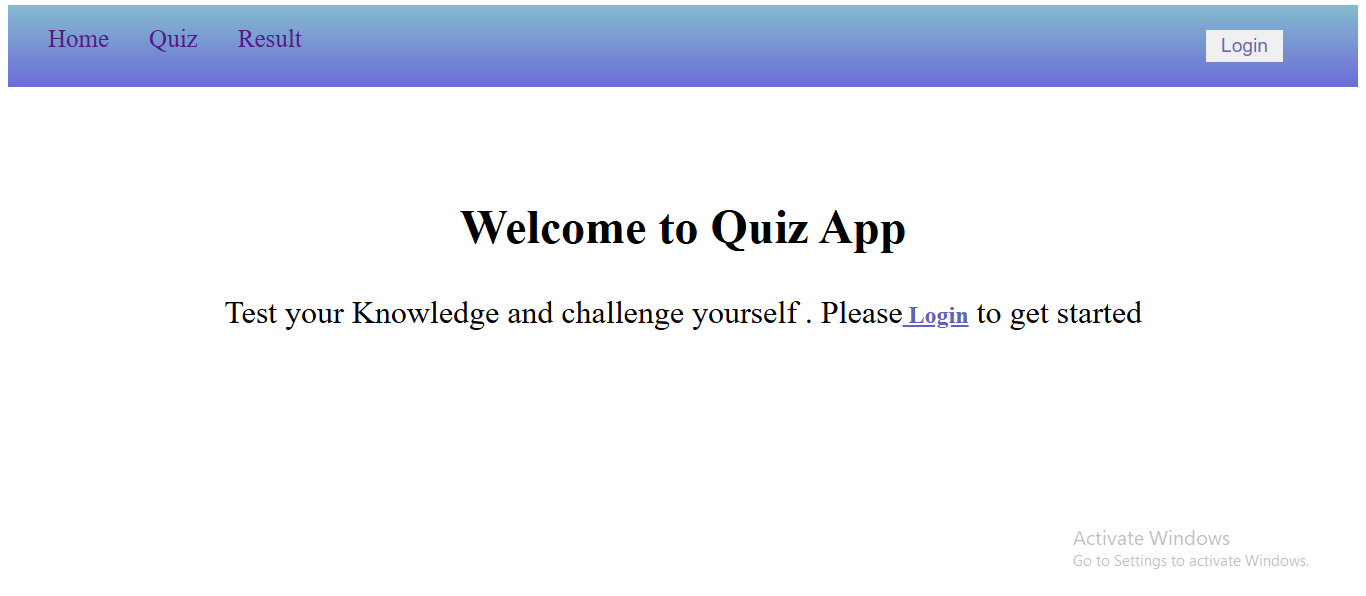 Home Quiz Result Login
Welcome to Quiz App
Test your Knowledge and challenge yourself . Please Login to get started
Activate Windows
Go to Settings to activate Windows.